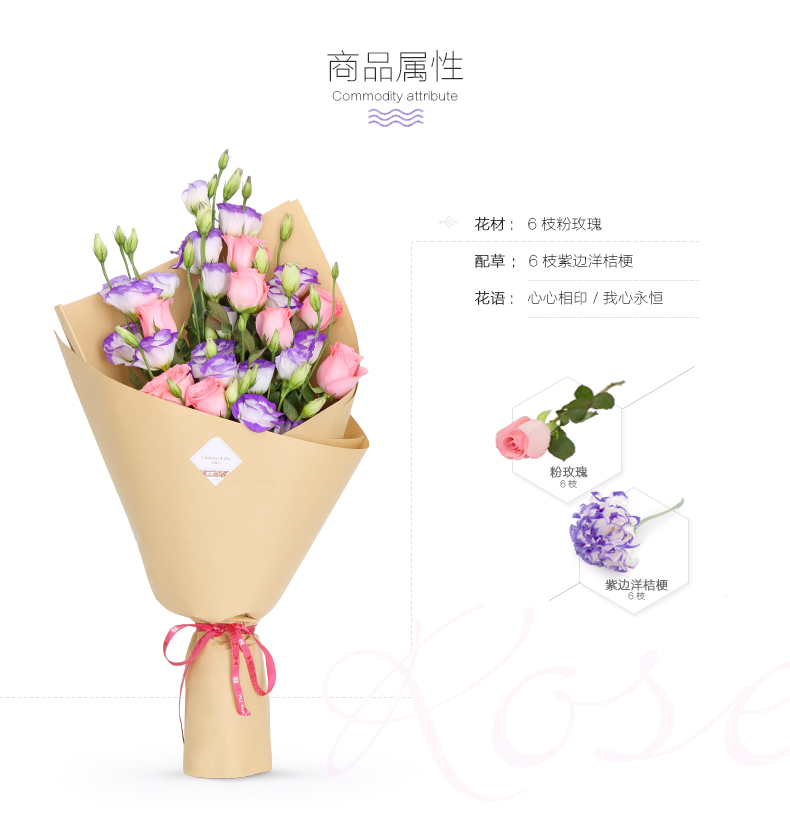 商品属性
Commodity attribute
花材： 6 枝粉玫瑰
配草： 6 枝紫边洋桔梗
花语： 心心相印 / 我心永恒
粉玫瑰
6 枝
紫边洋桔梗
6 枝
Rose